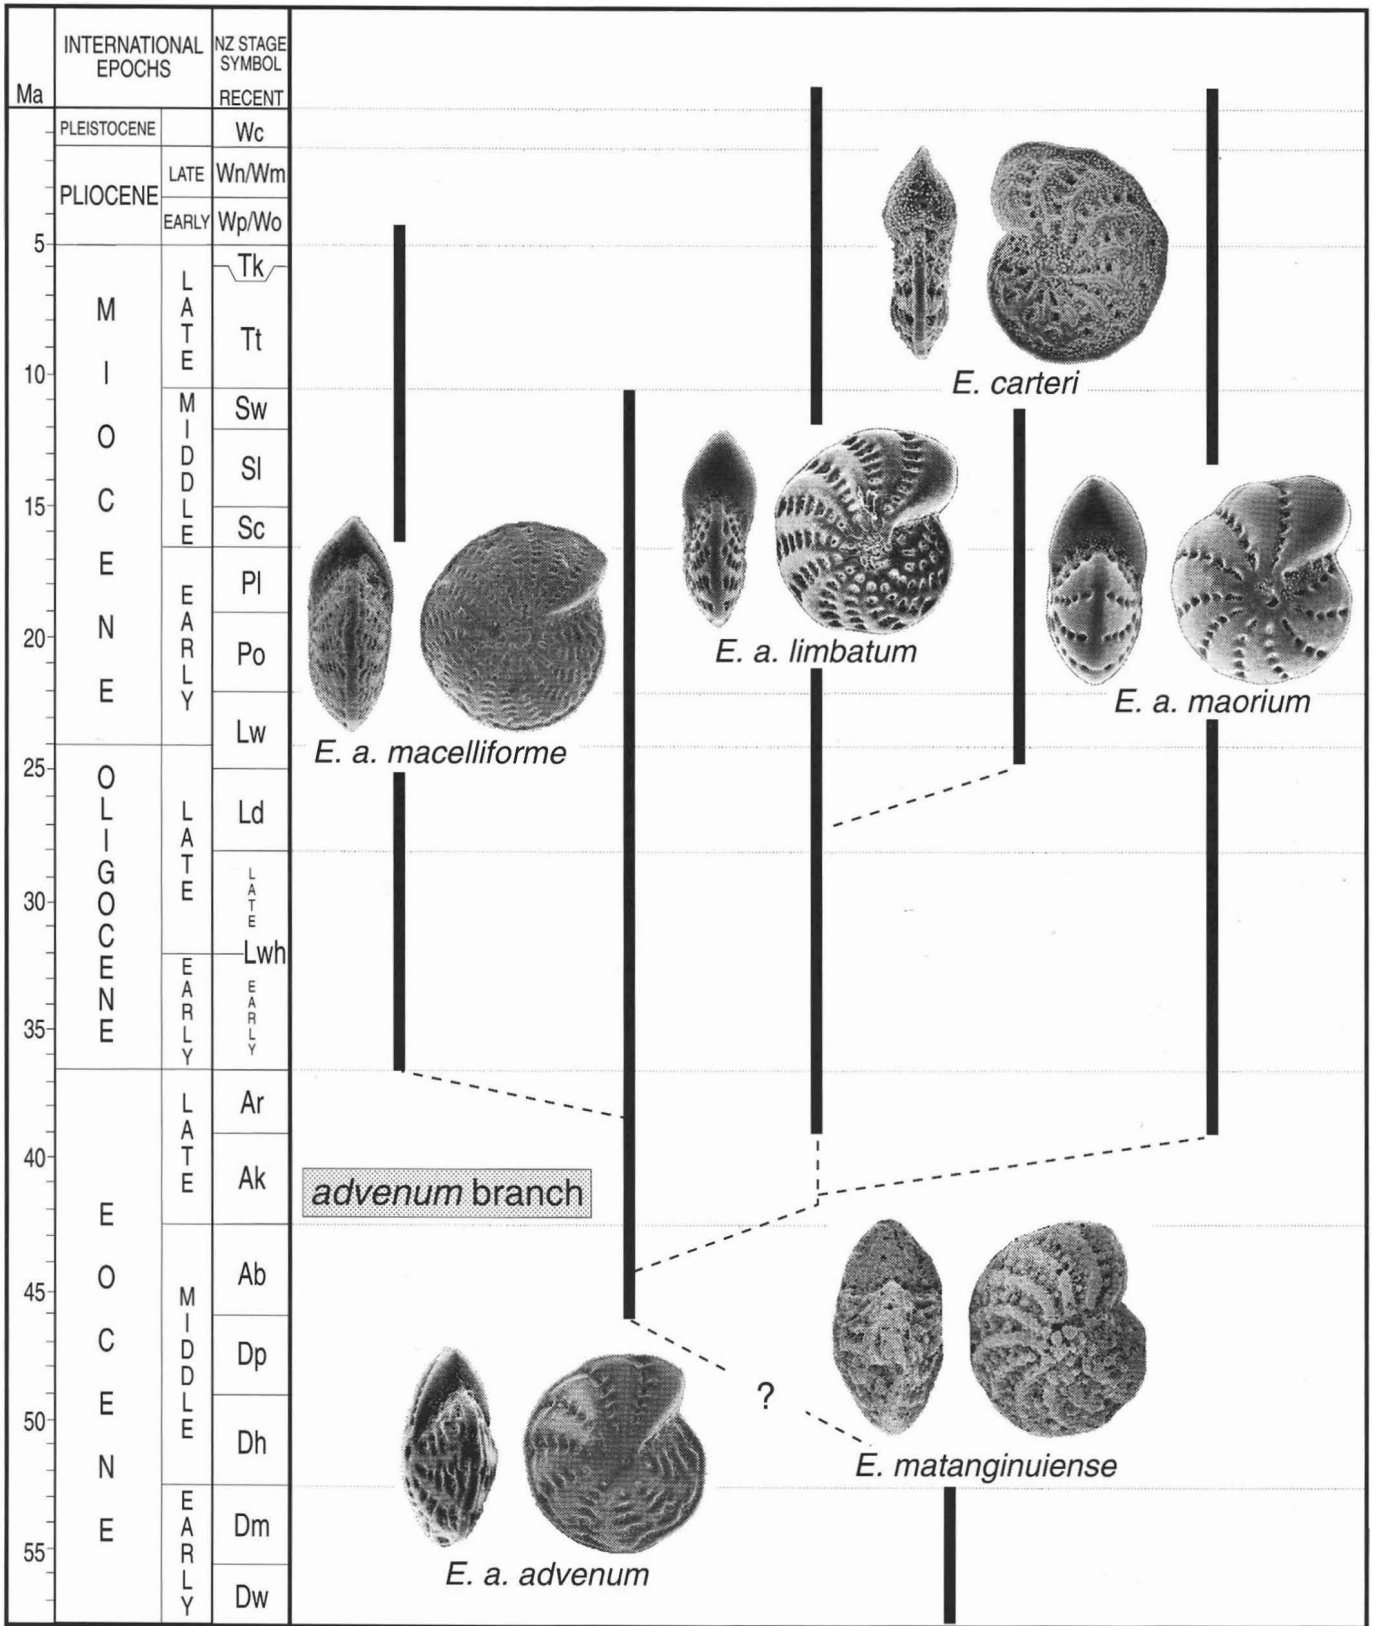 INTERNATIONAL
EPOCHS
NZ STAGE
SYMBOL
Ma
RECENT
PLEISTOCENE
Wc
PLIOCENE
LATE
Wn/Wm
EARLY
Wp/Wo
5
MIOCENE
LATE
Tk
Tt
10
MIDDLE
Sw
Sl
15
Sc
EARLY
Pl
20
Po
Lw
25
OLIGOCENE
LATE
Ld
30
LATE
Lwh
EARLY
EARLY
35
EOCENE
LATE
Ar
40
Ak
MIDDLE
Ab
45
Dp
50
Dh
EARLY
Dm
55
Dw
E. carteri
E. a. limbatum
E. a. maorium
E. a. macelliforme
advenum branch
?
E. matanginuiense
E. a. advenum